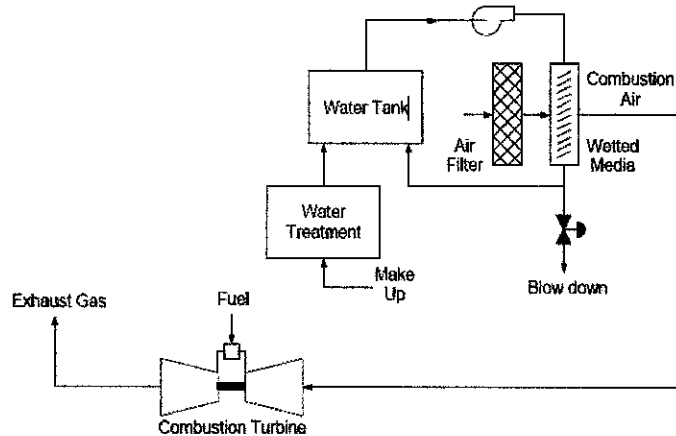 Water Tank
Combustion
Air
Air
Filter
Wetted
Media
Water
Treatment
Make
Up
Blow down
Exhaust Gas
Fuel
Combustion Turbine